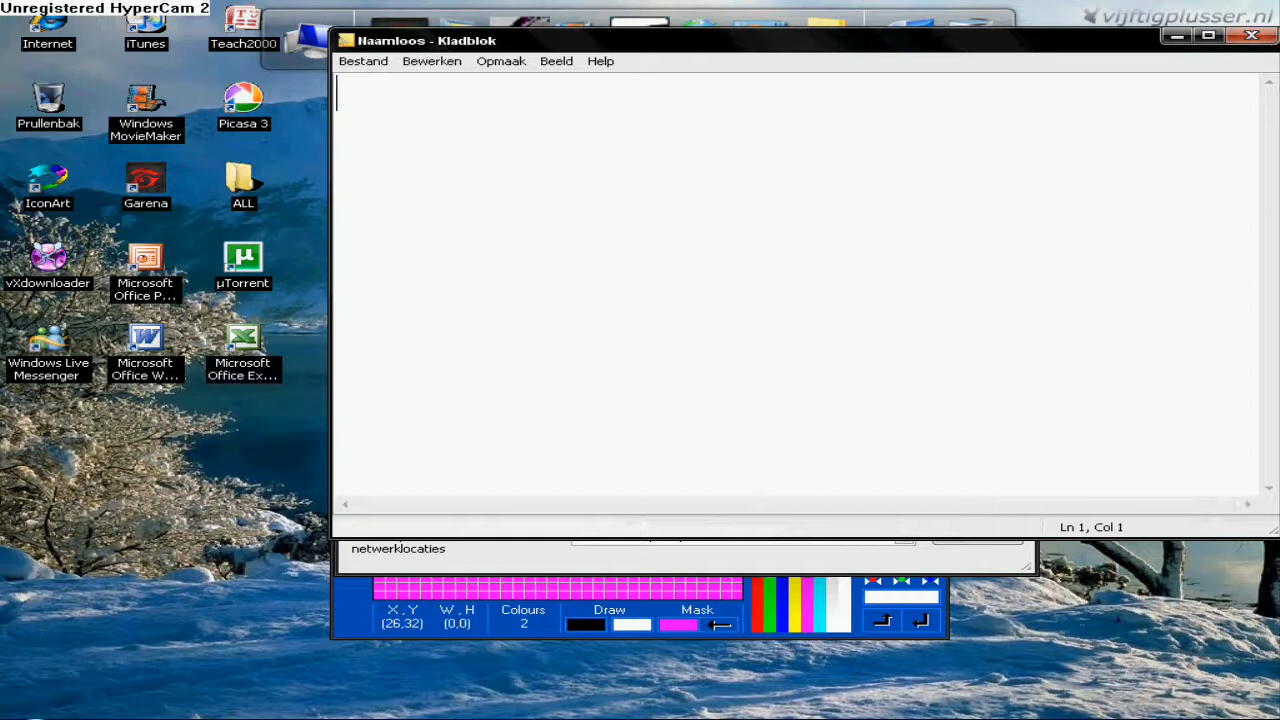 Unregistered HyperCam 2
vijftigplusser.nl
Internet
iTunes
Teach2000
Prullenbak
Windows
MovieMaker
Picasa 3
IconArt
Garena
ALL
vXdownloader
Microsoft
Office P...
µTorrent
Windows Live
Messenger
Microsoft
Office W...
Microsoft
Office Ex...
Naamloos - Kladblok
Bestand Bewerken Opmaak Beeld Help
Ln 1, Col 1
netwerklocaties
X , Y W , H Colours Draw Mask
(26,32) (0,0) 2